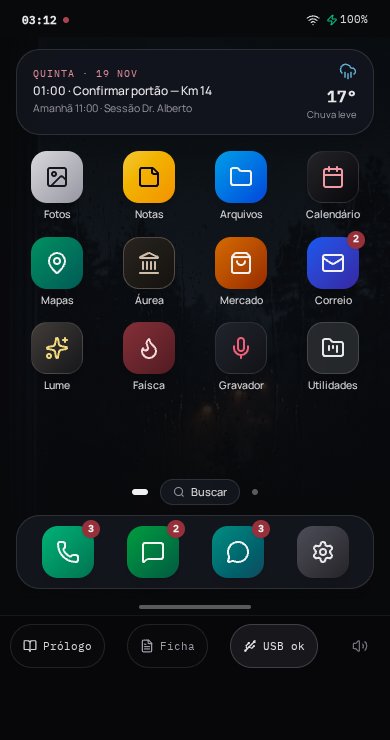 03:12
100%
QUINTA · 19 NOV
01:00 · Confirmar portão — Km 14
Amanhã 11:00 · Sessão Dr. Alberto
17°
Chuva leve
Fotos
Notas
Arquivos
Calendário
2
Mapas
Áurea
Mercado
Correio
Lume
Faísca
Gravador
Utilidades
Buscar
3
2
3
Prólogo
Ficha
USB ok